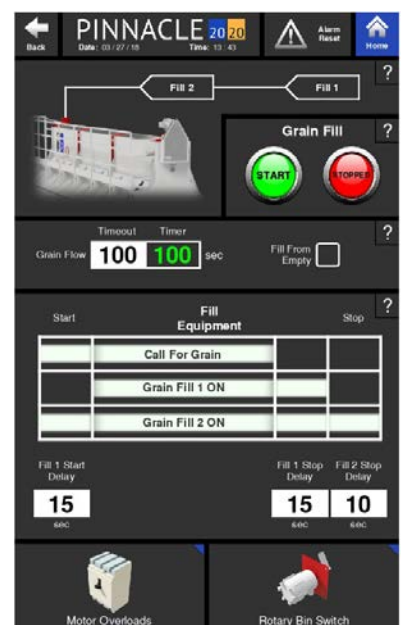 PINNACLE 20 20
Alarm
Reset
Back
Date: 03/27/18 Time: 13:43
Home
Fill 2
Fill 1
?
Grain Fill
?
START
STOPPED
?
Timeout Timer
Grain Flow 100 100 sec
Fill From
Empty
Start
Fill
Equipment
Stop
?
Call For Grain
Grain Fill 1 ON
Grain Fill 2 ON
Fill 1 Start
Delay
Fill 1 Stop
Delay
Fill 2 Stop
Delay
15
15
10
sec
sec
sec
Motor Overloads
Rotary Bin Switch